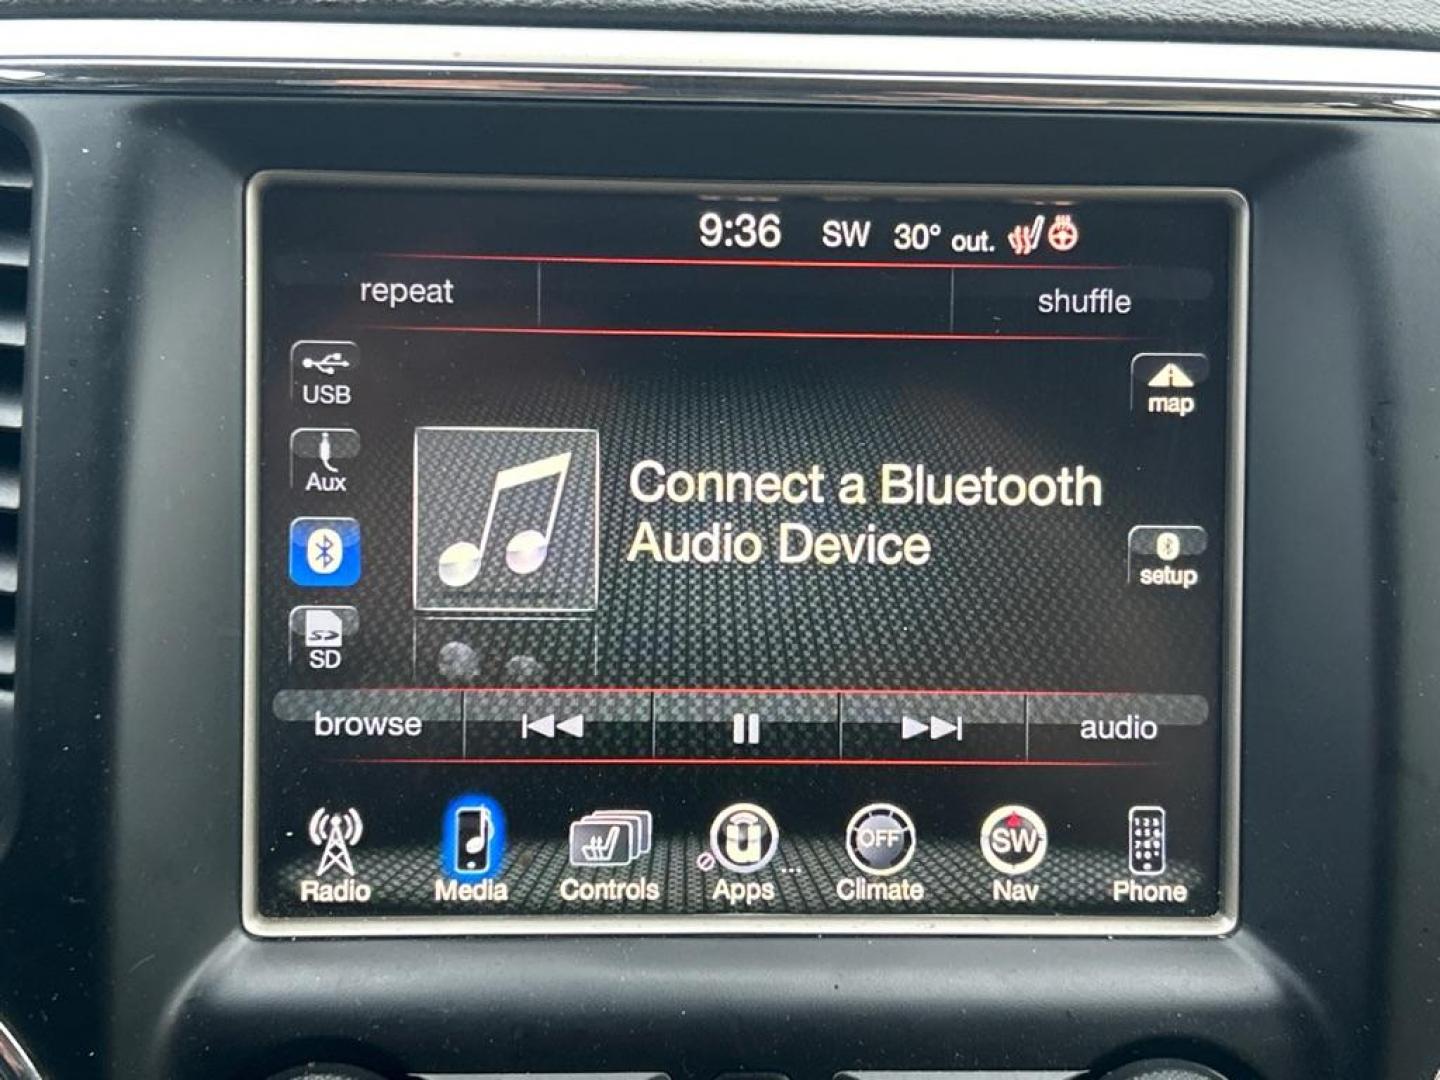 9:36 SW 30° out.
repeat shuffle
USB
map
Aux
Connect a Bluetooth
Audio Device
setup
SD
browse audio
OFF SW
Radio Media Controls Apps ... Climate Nav Phone